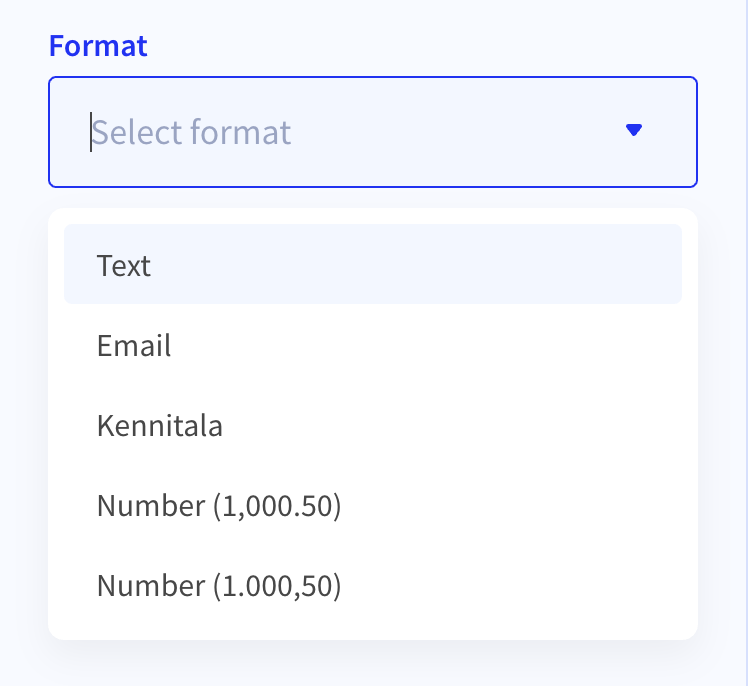 Format
Select format
Text
Email
Kennitala
Number (1,000.50)
Number (1.000,50)